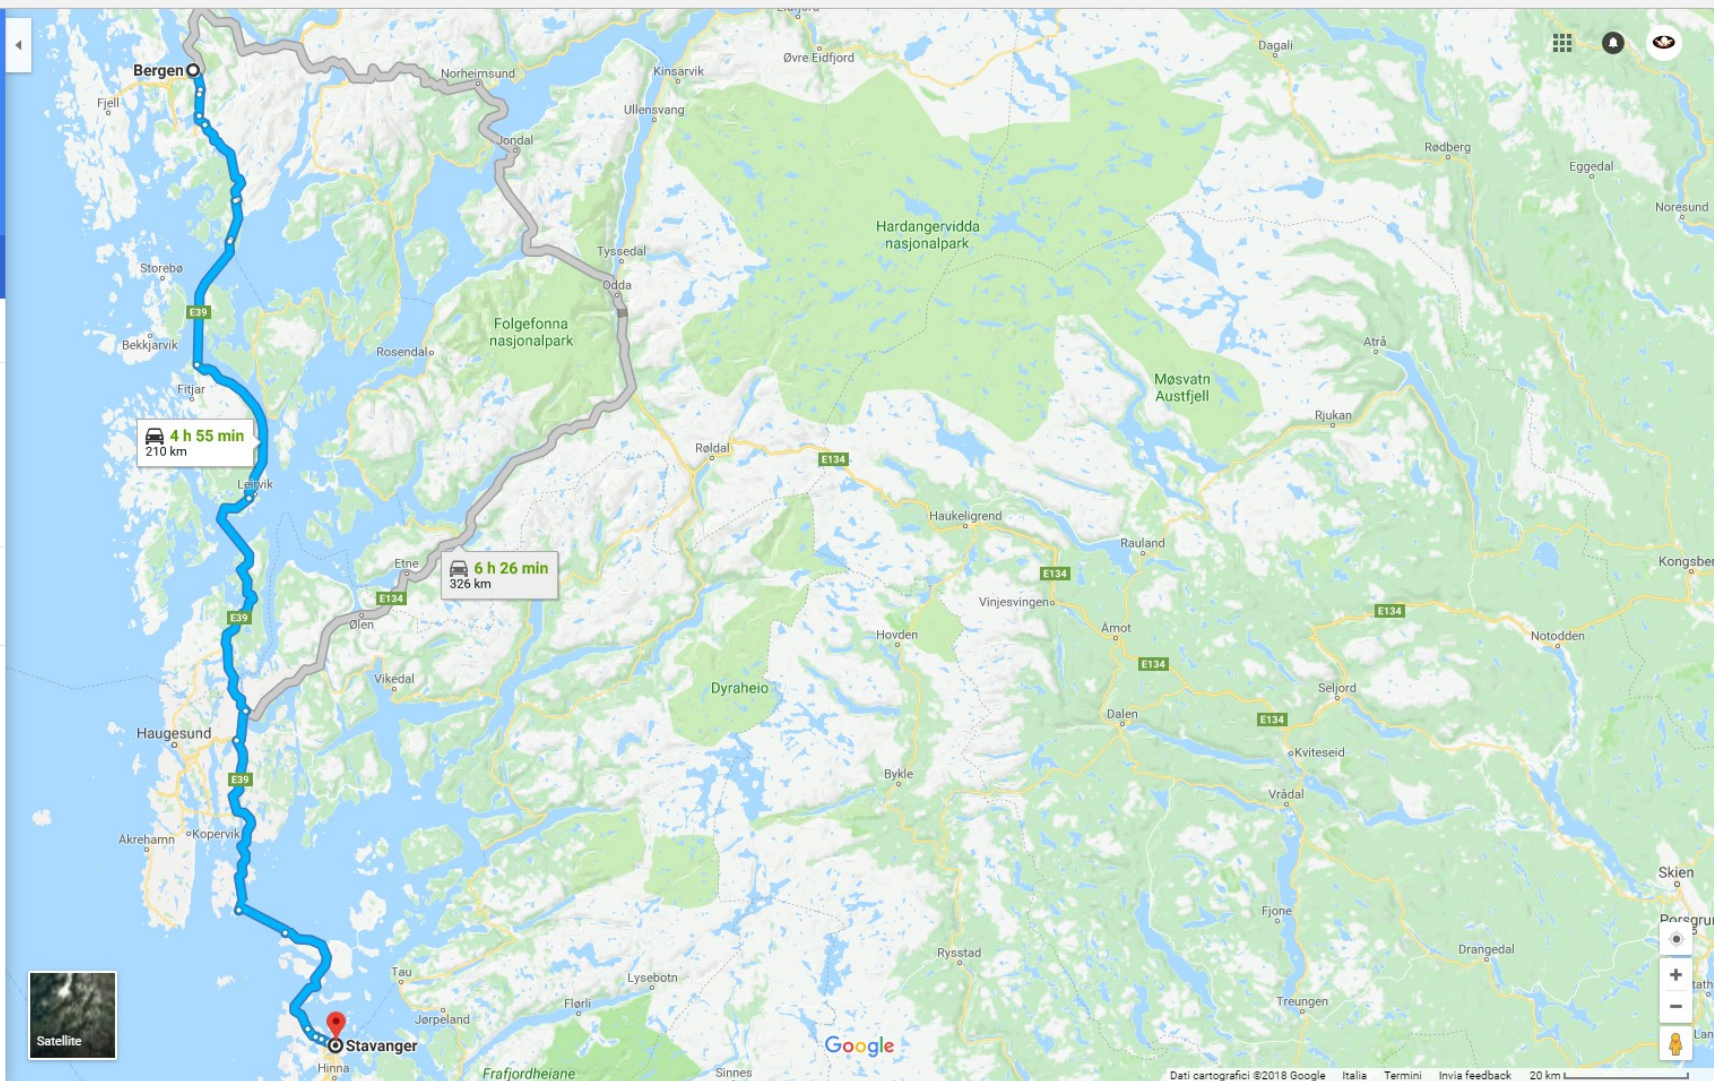 Eidfjord
Dagali
Bergen
Norheimsund
Kinsarvik
Øvre Eidfjord
Fjell
Ullensvang
Jondal
Rødberg
Eggedal
Noresund
Hardangervidda
nasjonalpark
Tyssedal
Storebø
Odda
E39
Folgefonna
nasjonalpark
Bekkjarvik
Rosendal
Atrå
Møsvatn
Austfjell
Fitjar
Rjukan
4 h 55 min
210 km
Røldal
E134
Leirvik
Haukeligrend
Rauland
Etne
6 h 26 min
326 km
Kongsber
E134
E134
Vinjesvingen
E134
E39
Ølen
Hovden
Åmot
Notodden
E134
Vikedal
Dyraheio
Seljord
Dalen
E134
Haugesund
Kviteseid
E39
Bykle
Vrådal
Åkrehamn
Kopervik
Skien
Fjone
Porsgru
Drangedal
Rysstad
Tau
Lysebotn
Flørli
Treungen
Jørpeland
Satellite
Stavanger
Google
Hinna
Frafjordheiane
Sinnes
Lan
Dati cartografici ©2018 Google Italia Termini Invia feedback 20 km